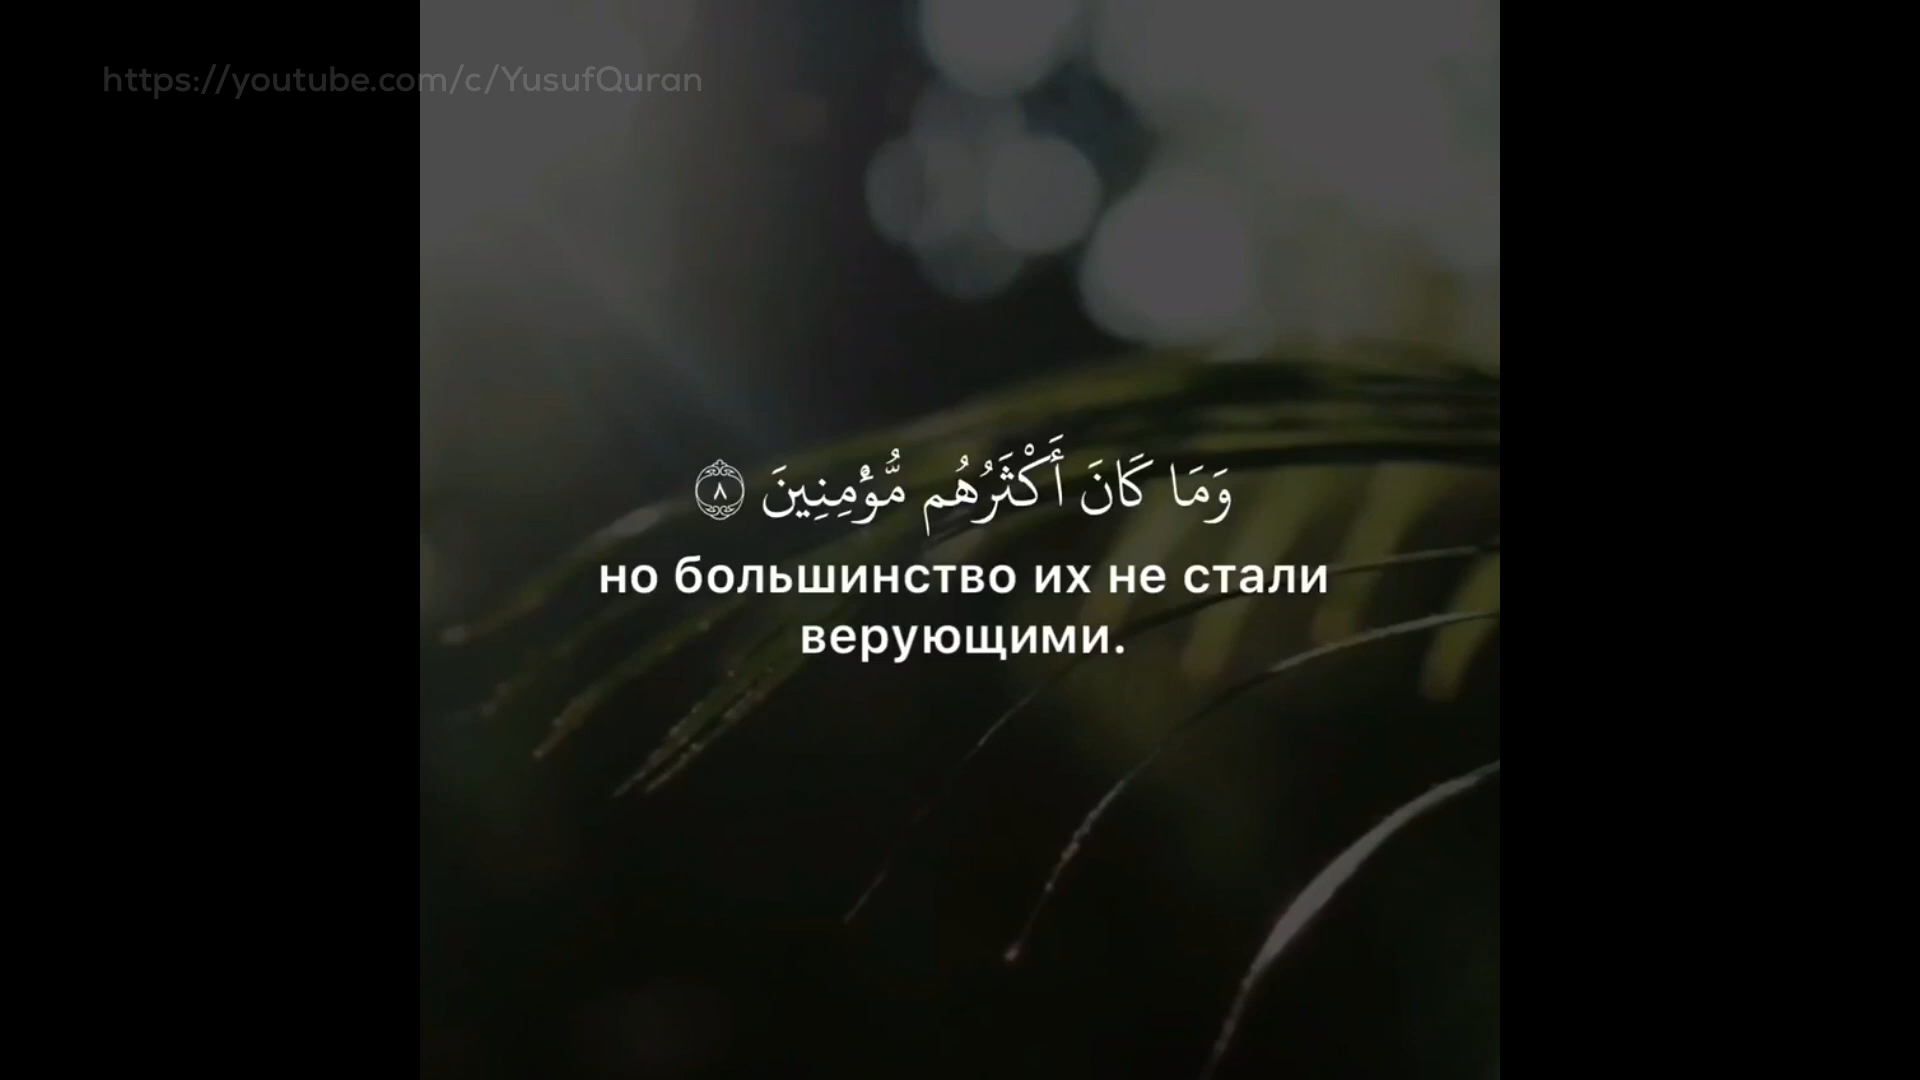 https://youtube.com/c/YusufQuran
وَمَا كَانَ أَكْثَرُهُم مُّؤْمِنِينَ ٨
но большинство их не стали
верующими.